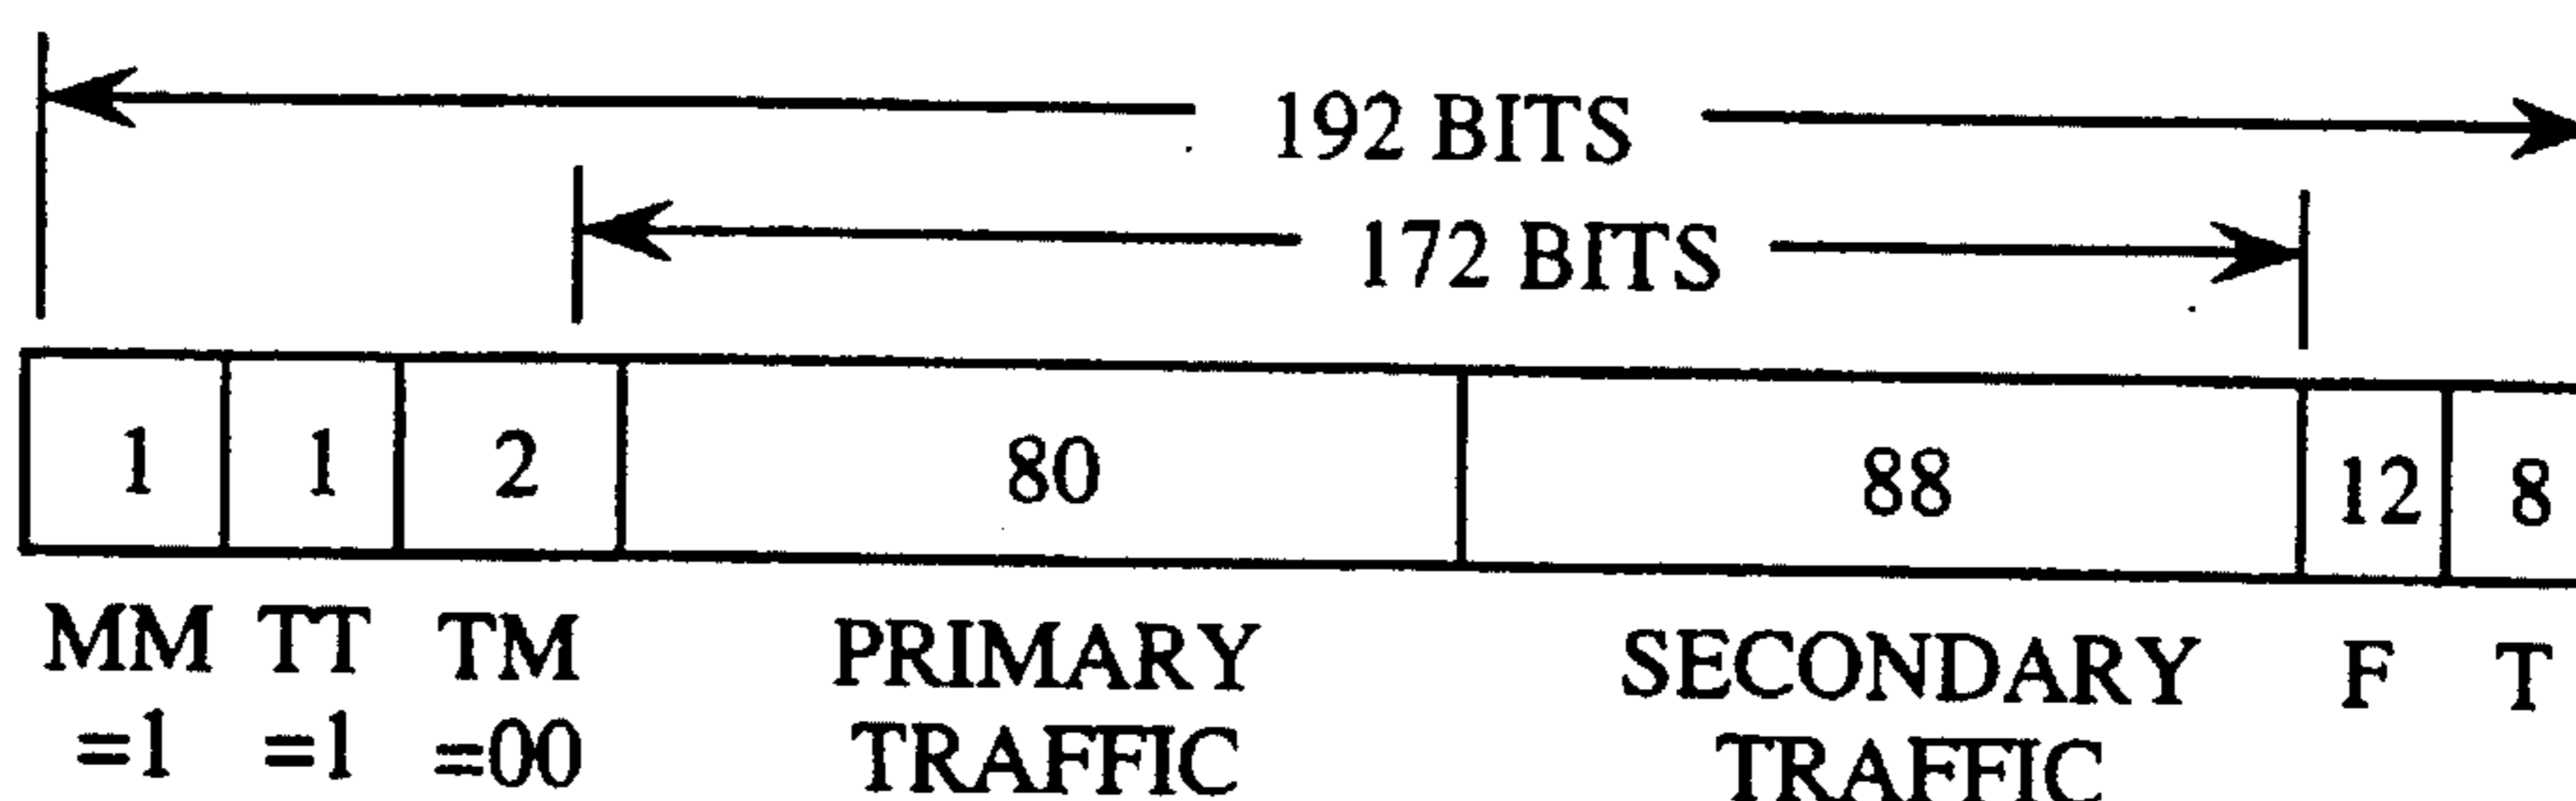 192 BITS
172 BITS
1 1 2 80 88 12 8
MM TT TM PRIMARY SECONDARY F T
=1 =1 =00 TRAFFIC TRAFFIC